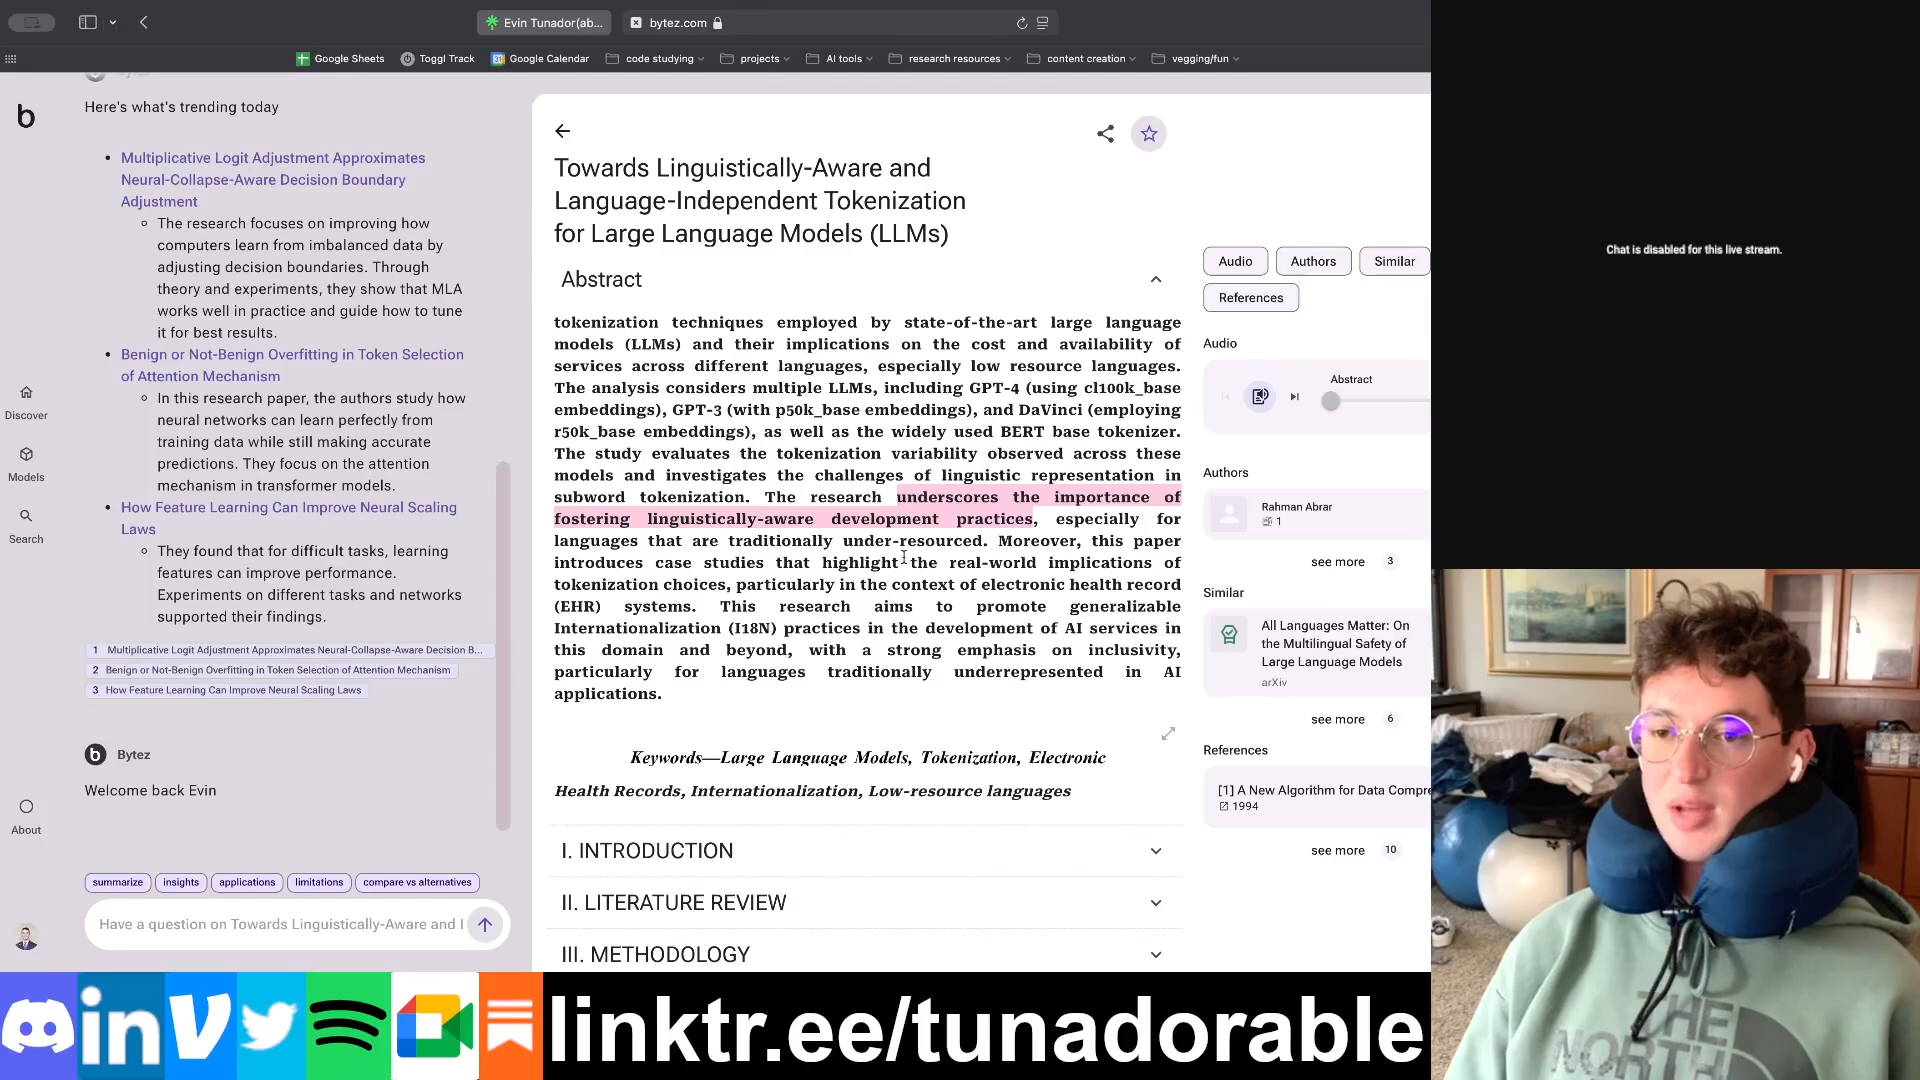 Evin Tunador(ab...
bytez.com
Google Sheets
Toggl Track
Google Calendar
code studying
projects
AI tools
research resources
content creation
vegging/fun
b
Discover
Models
Search
About
Here's what's trending today
Multiplicative Logit Adjustment Approximates
Neural-Collapse-Aware Decision Boundary
Adjustment
The research focuses on improving how
computers learn from imbalanced data by
adjusting decision boundaries. Through
theory and experiments, they show that MLA
works well in practice and guide how to tune
it for best results.
Benign or Not-Benign Overfitting in Token Selection
of Attention Mechanism
In this research paper, the authors study how
neural networks can learn perfectly from
training data while still making accurate
predictions. They focus on the attention
mechanism in transformer models.
How Feature Learning Can Improve Neural Scaling
Laws
They found that for difficult tasks, learning
features can improve performance.
Experiments on different tasks and networks
supported their findings.
1 Multiplicative Logit Adjustment Approximates Neural-Collapse-Aware Decision B...
2 Benign or Not-Benign Overfitting in Token Selection of Attention Mechanism
3 How Feature Learning Can Improve Neural Scaling Laws
b Bytez
Welcome back Evin
summarize
insights
applications
limitations
compare vs alternatives
Have a question on Towards Linguistically-Aware and l
Towards Linguistically-Aware and
Language-Independent Tokenization
for Large Language Models (LLMs)
Abstract
tokenization techniques employed by state-of-the-art large language
models (LLMs) and their implications on the cost and availability of
services across different languages, especially low resource languages.
The analysis considers multiple LLMs, including GPT-4 (using cl100k_base
embeddings), GPT-3 (with p50k_base embeddings), and DaVinci (employing
r50k_base embeddings), as well as the widely used BERT base tokenizer.
The study evaluates the tokenization variability observed across these
models and investigates the challenges of linguistic representation in
subword tokenization. The research underscores the importance of
fostering linguistically-aware development practices, especially for
languages that are traditionally under-resourced. Moreover, this paper
introduces case studies that highlight the real-world implications of
tokenization choices, particularly in the context of electronic health record
(EHR) systems. This research aims to promote generalizable
Internationalization (I18N) practices in the development of AI services in
this domain and beyond, with a strong emphasis on inclusivity,
particularly for languages traditionally underrepresented in AI
applications.
Keywords—Large Language Models, Tokenization, Electronic
Health Records, Internationalization, Low-resource languages
I. INTRODUCTION
II. LITERATURE REVIEW
III. METHODOLOGY
Audio
Authors
Similar
References
Audio
Abstract
Authors
Rahman Abrar
1
see more 3
Similar
All Languages Matter: On
the Multilingual Safety of
Large Language Models
arXiv
see more 6
References
[1] A New Algorithm for Data Compre
1994
see more 10
Chat is disabled for this live stream.
THE
NORTH
in
linktr.ee/tunadorable